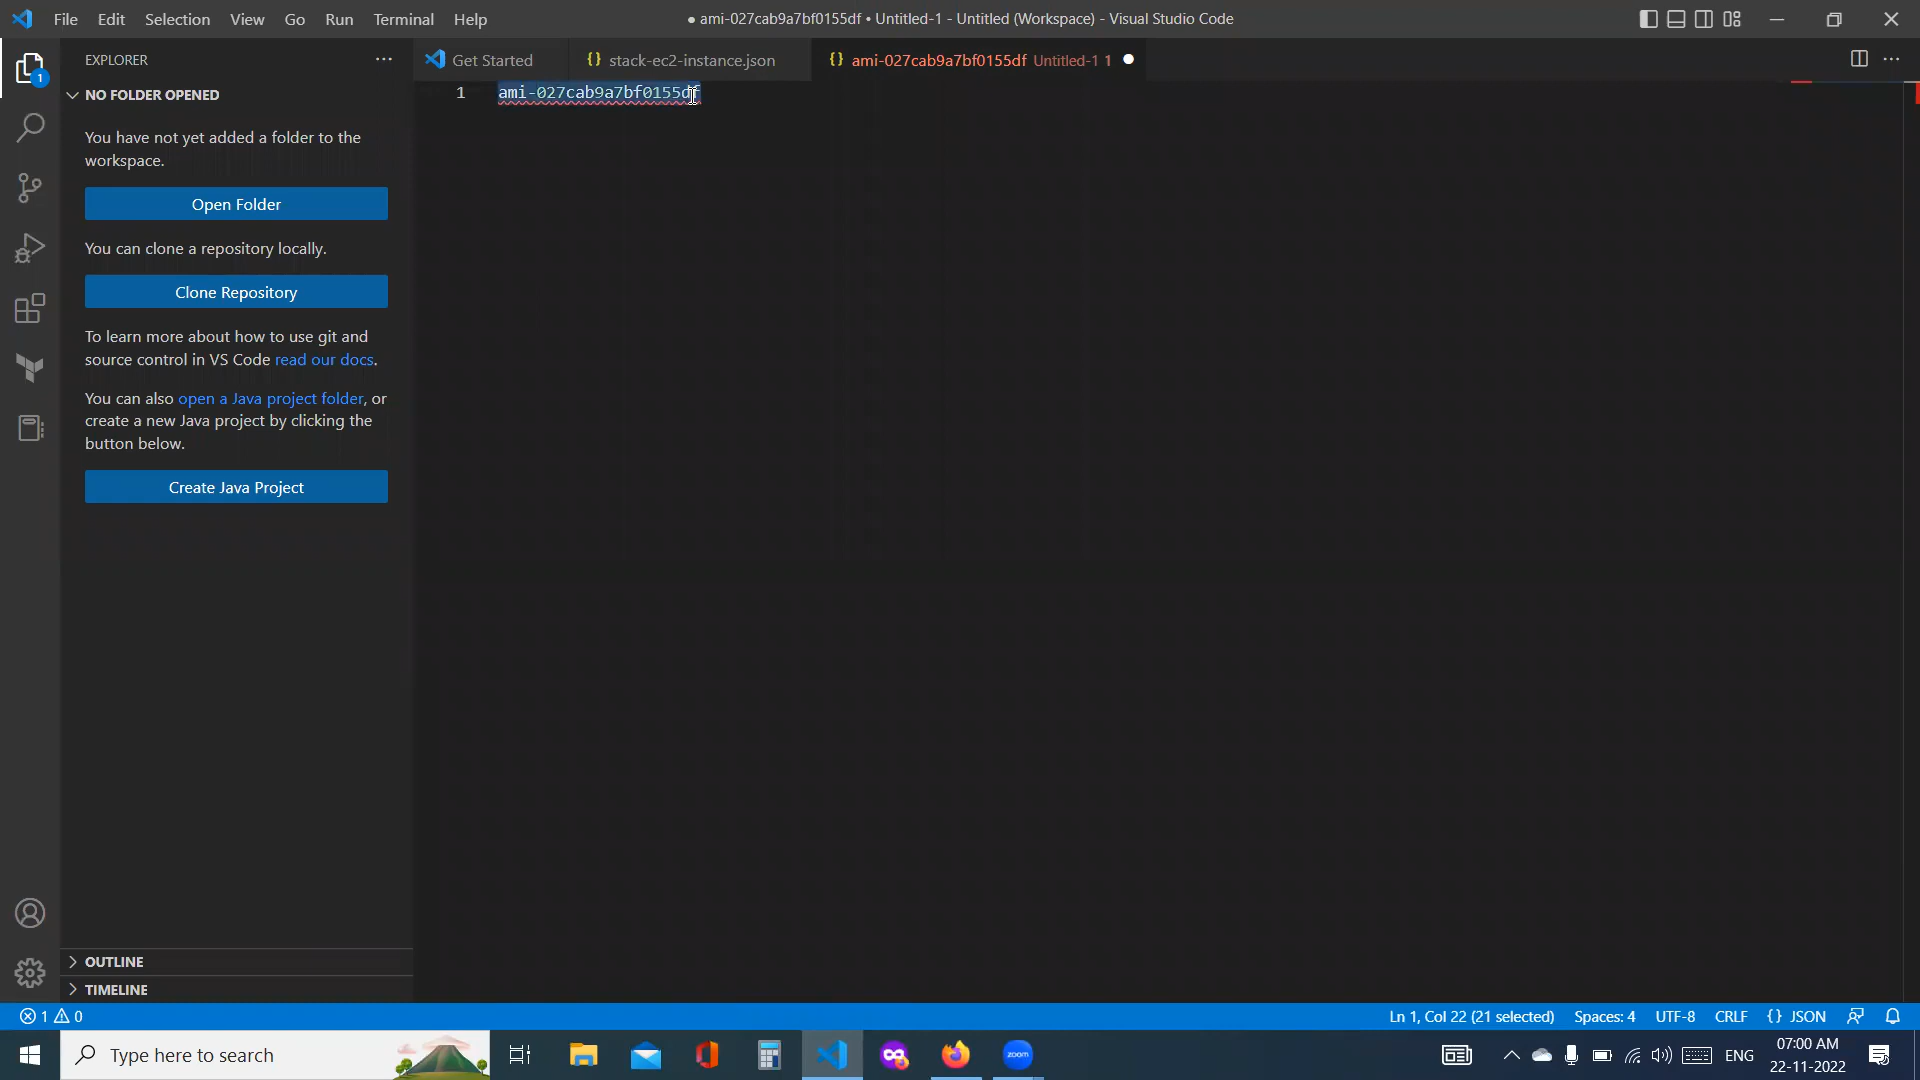 File Edit Selection View Go Run Terminal Help
● ami-027cab9a7bf0155df • Untitled-1 - Untitled (Workspace) - Visual Studio Code
EXPLORER
Get Started
{} stack-ec2-instance.json
{} ami-027cab9a7bf0155df Untitled-1 1
NO FOLDER OPENED
1 ami-027cab9a7bf0155df
You have not yet added a folder to the
workspace.
Open Folder
You can clone a repository locally.
Clone Repository
To learn more about how to use git and
source control in VS Code read our docs.
You can also open a Java project folder, or
create a new Java project by clicking the
button below.
Create Java Project
OUTLINE
TIMELINE
1
1 0
Ln 1, Col 22 (21 selected) Spaces: 4 UTF-8 CRLF {} JSON
Type here to search
zoom
ENG
07:00 AM
22-11-2022